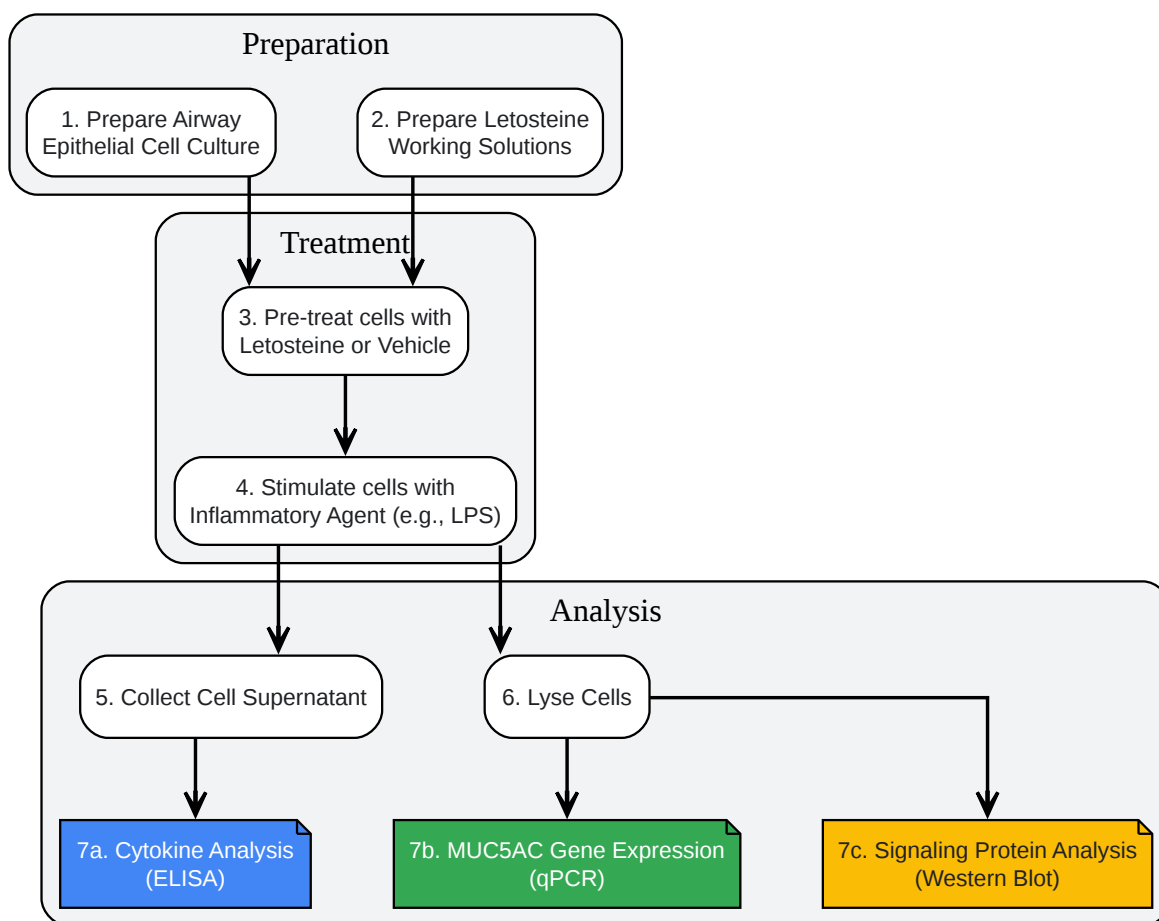 Preparation
1. Prepare Airway
Epithelial Cell Culture
2. Prepare Letosteine
Working Solutions
Treatment
3. Pre-treat cells with
Letosteine or Vehicle
4. Stimulate cells with
Inflammatory Agent (e.g., LPS)
Analysis
5. Collect Cell Supernatant
6. Lyse Cells
7a. Cytokine Analysis
(ELISA)
7b. MUC5AC Gene Expression
(qPCR)
7c. Signaling Protein Analysis
(Western Blot)